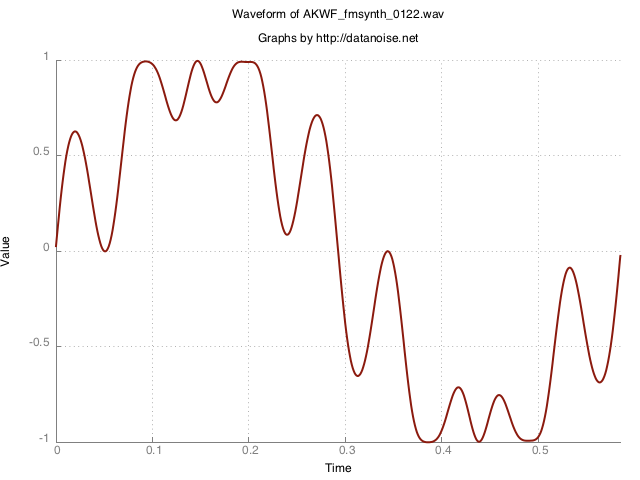 Waveform of AKWF_fmsynth_0122.wav
Graphs by http://datanoise.net
1
0.5
0
-0.5
-1
Value
0 0.1 0.2 0.3 0.4 0.5
Time